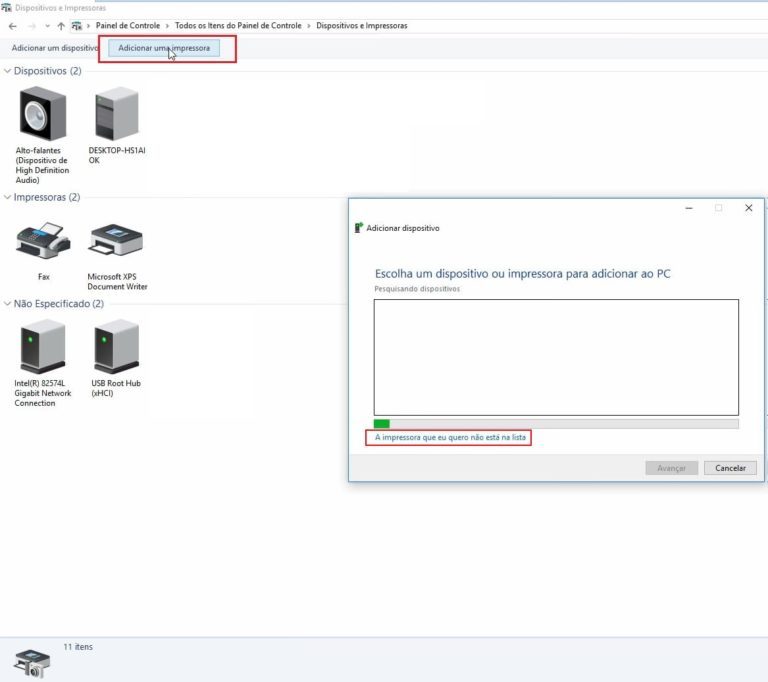 Dispositivos e Impressoras
Painel de Controle > Todos os Itens do Painel de Controle > Dispositivos e Impressoras
Adicionar um dispositivo
Adicionar uma impressora
Dispositivos (2)
Alto-falantes
(Dispositivo de
High Definition
Audio)
DESKTOP-HS1AI
OK
Impressoras (2)
Fax
Microsoft XPS
Document Writer
Não Especificado (2)
Intel(R) 82574L
Gigabit Network
Connection
USB Root Hub
(xHCI)
Adicionar dispositivo
Escolha um dispositivo ou impressora para adicionar ao PC
Pesquisando dispositivos
A impressora que eu quero não está na lista
Avançar
Cancelar
11 itens